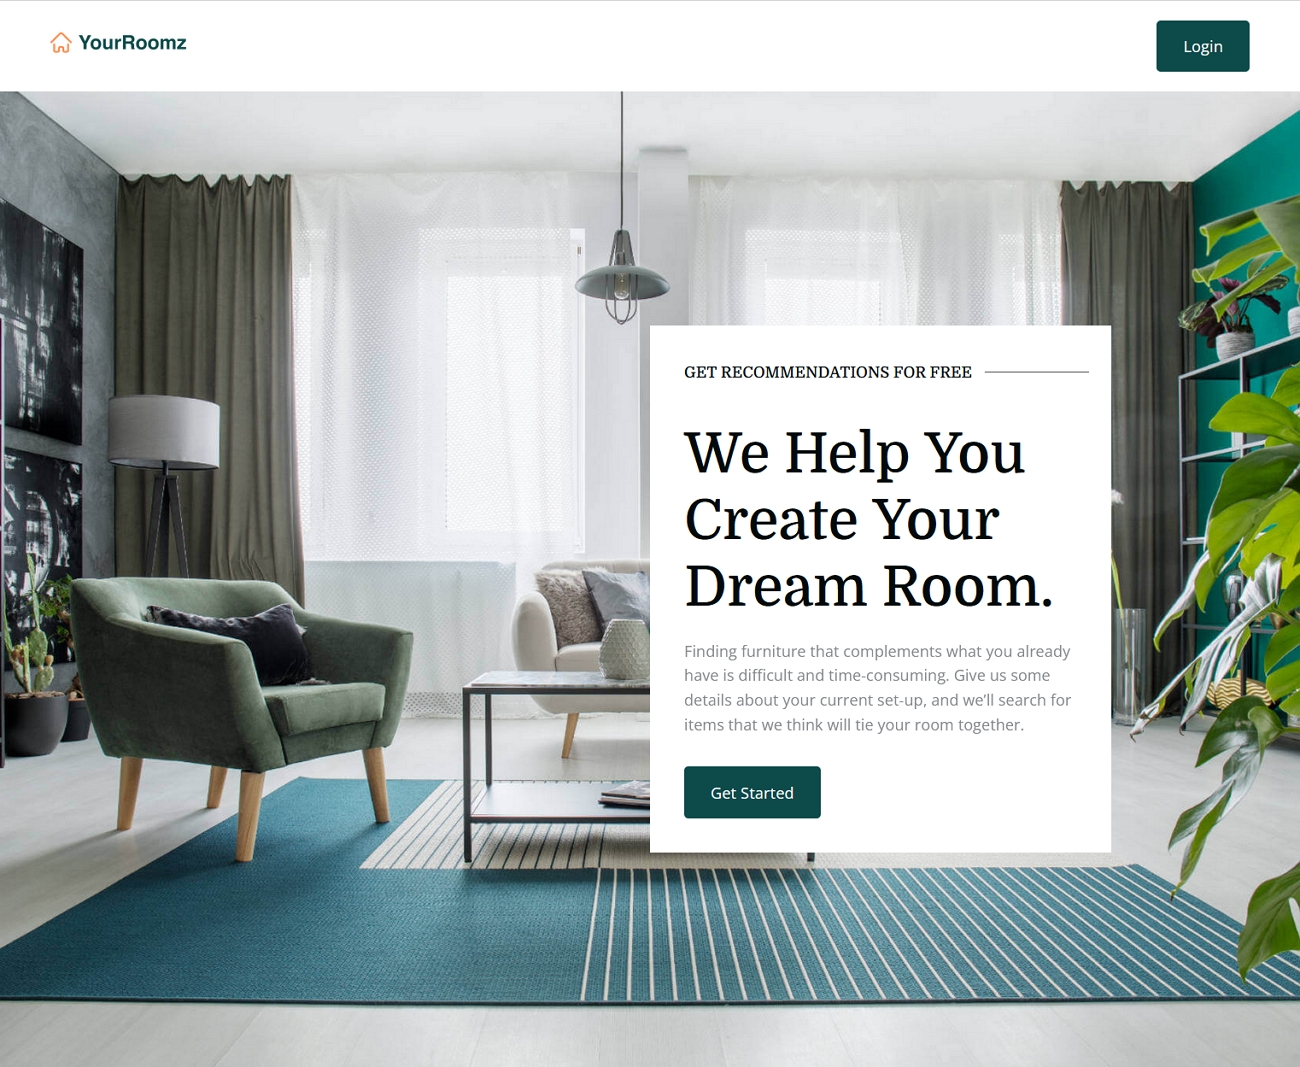 YourRoomz
Login
GET RECOMMENDATIONS FOR FREE
We Help You
Create Your
Dream Room.
Finding furniture that complements what you already
have is difficult and time-consuming. Give us some
details about your current set-up, and we'll search for
items that we think will tie your room together.
Get Started